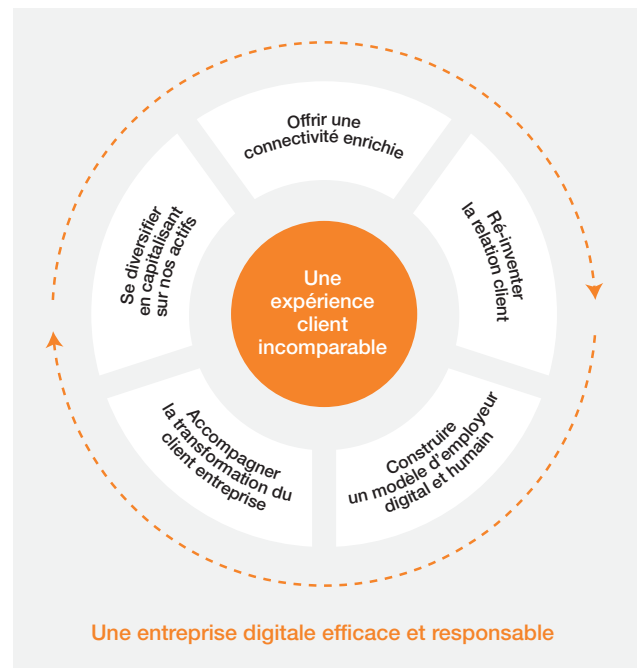 Offrir une
connectivité enrichie
Ré-inventer
la relation client
Construire
un modèle d'employeur
digital et humain
Accompagner
la transformation du
client entreprise
Se diversifier
en capitalisant
sur nos actifs
Une
expérience
client
incomparable
Une entreprise digitale efficace et responsable